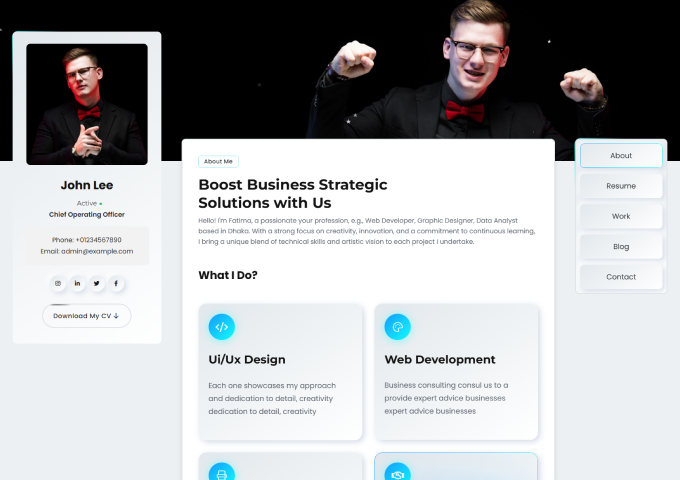 John Lee
Active
Chief Operating Officer
Phone: +01234567890
Email: admin@example.com
Download My CV ↓
About Me
Boost Business Strategic
Solutions with Us
Hello! I'm Fatima, a passionate your profession, e.g., Web Developer, Graphic Designer, Data Analyst
based in Dhaka. With a strong focus on creativity, innovation, and a commitment to continuous learning,
I bring a unique blend of technical skills and artistic vision to each project I undertake.
What I Do?
Ui/Ux Design
Each one showcases my approach
and dedication to detail, creativity
dedication to detail, creativity
Web Development
Business consulting consul us to a
provide expert advice businesses
expert advice businesses
About
Resume
Work
Blog
Contact